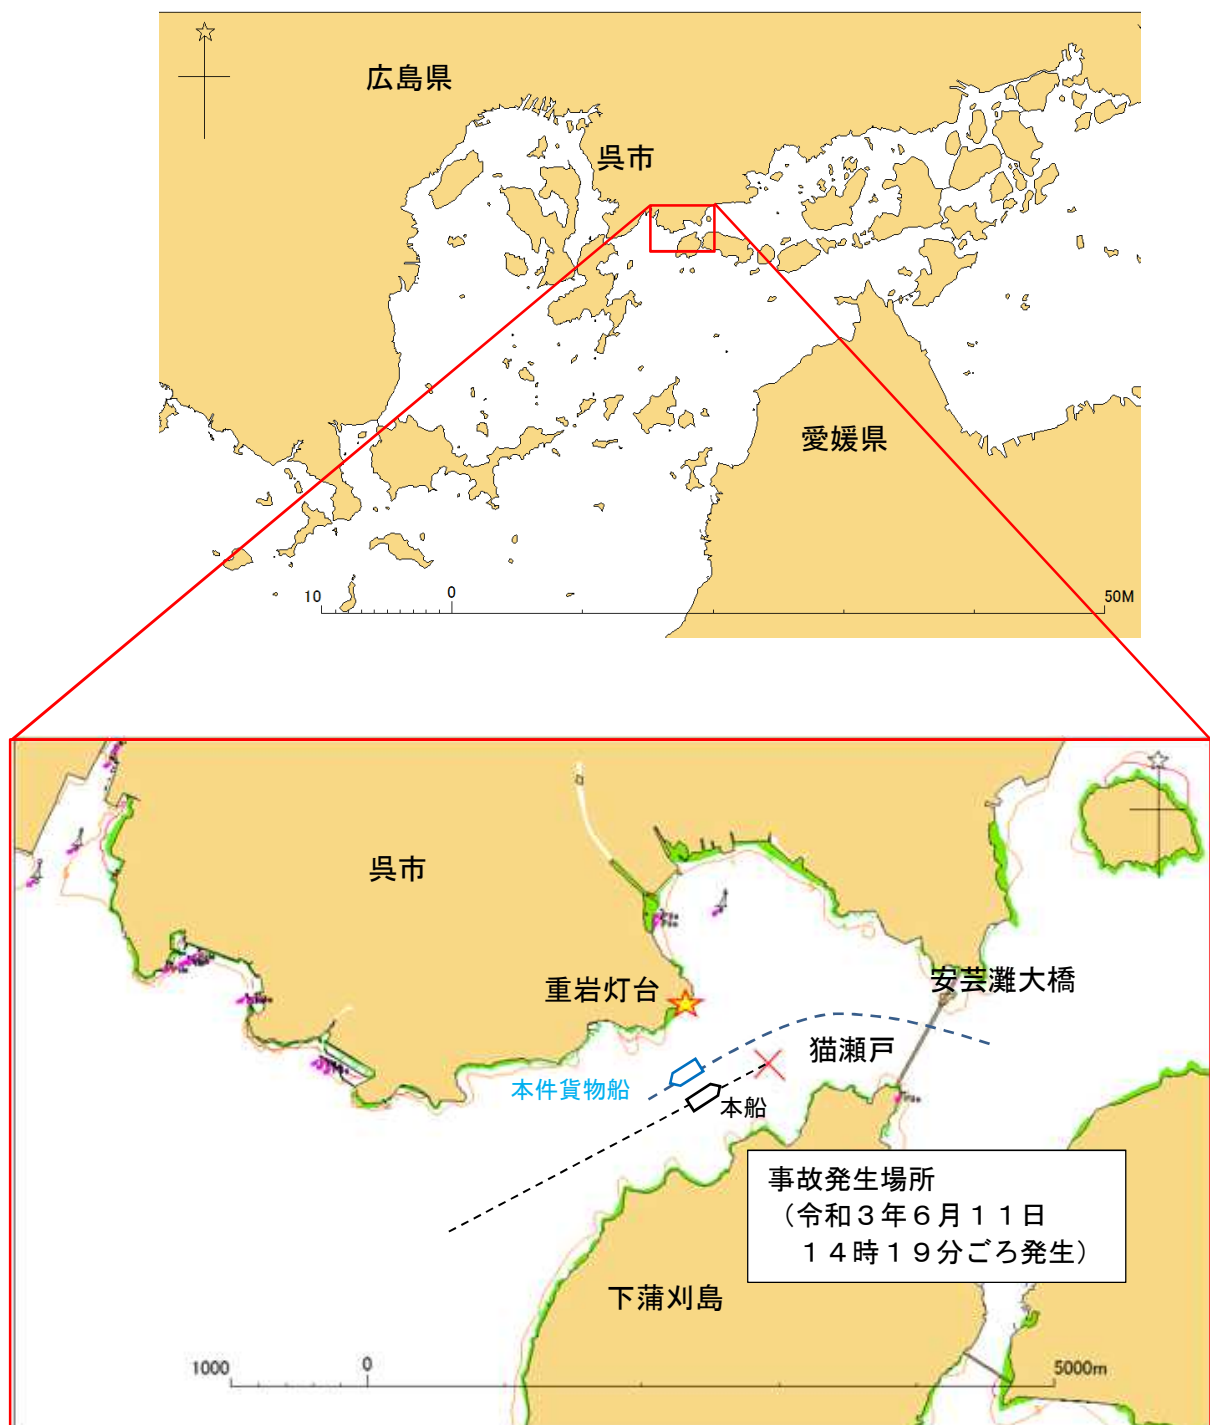 広島県
呉市
愛媛県
10 0 50M
呉市
重岩灯台
安芸灘大橋
猫瀬戸
本件貨物船
本船
事故発生場所
(令和3年6月11日
14時19分ごろ発生)
下蒲刈島
1000 0 5000m